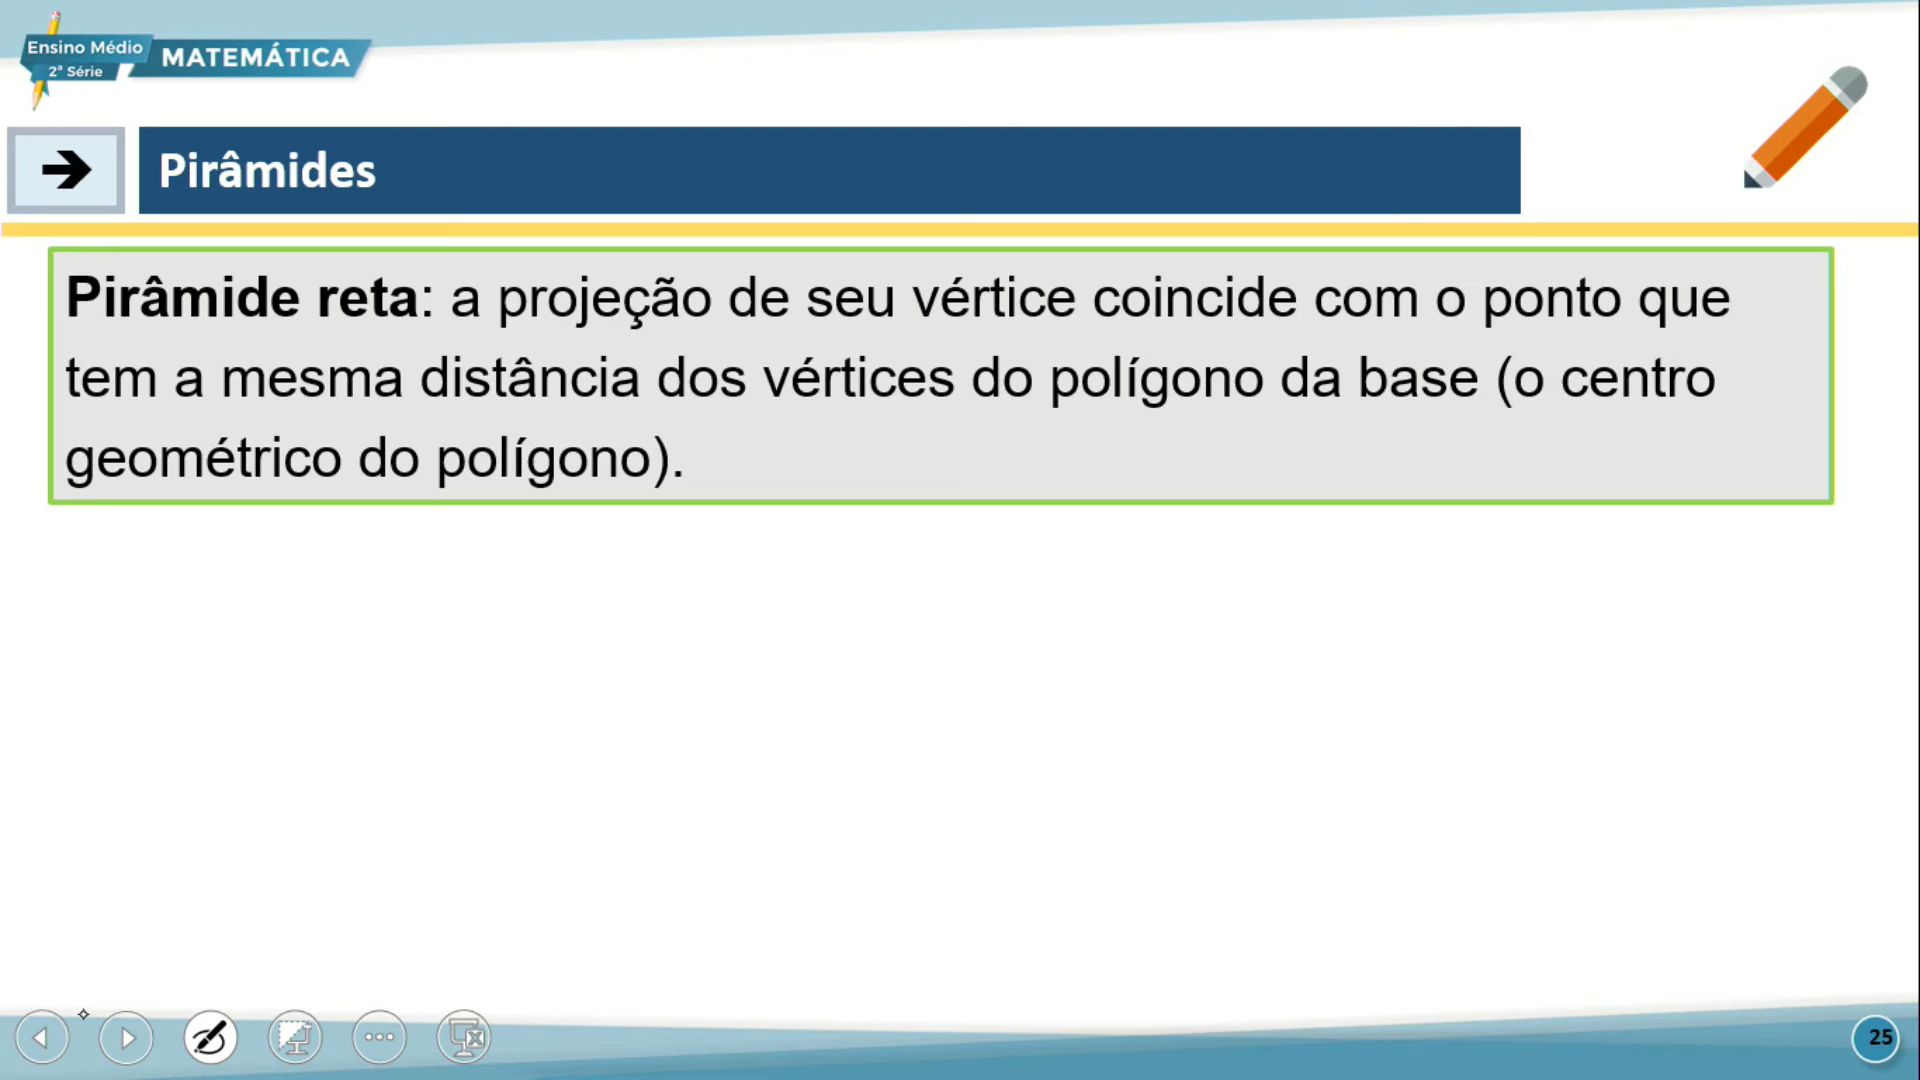 Ensino Médio
2ª Série
MATEMÁTICA
Pirâmides
Pirâmide reta: a projeção de seu vértice coincide com o ponto que
tem a mesma distância dos vértices do polígono da base (o centro
geométrico do polígono).
25